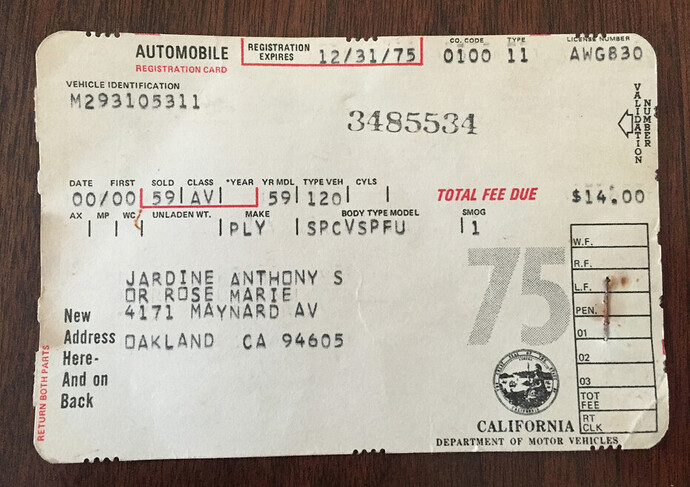 AUTOMOBILE REGISTRATION EXPIRES 12/31/75 CO. CODE 0100 TYPE 11 LICENSE NUMBER AWG830
REGISTRATION CARD
VEHICLE IDENTIFICATION
M293105311
3485534
VALIDATION NUMBER
DATE FIRST SOLD CLASS *YEAR YR MDL TYPE VEH CYLS
00/00 59 AV 59 120 TOTAL FEE DUE $14.00
AX MP WC UNLADEN WT. MAKE BODY TYPE MODEL SMOG
PLY SPCVSPFU 1
75
W.F.
R.F.
L.F.
PEN.
01
02
03
TOT FEE
RT CLK
JARDINE ANTHONY S
OR ROSE MARIE
4171 MAYNARD AV
OAKLAND CA 94605
New
Address
Here-
And on
Back
RETURN BOTH PARTS
CALIFORNIA
DEPARTMENT OF MOTOR VEHICLES